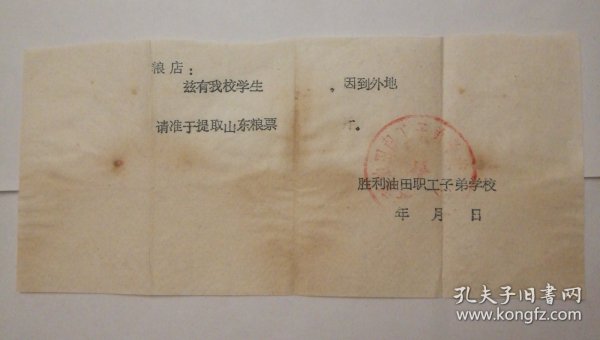 粮店：
兹有我校学生　　　，因到外地
请准于提取山东粮票　　　斤。
胜利油田职工子弟学校
年　月　日
孔夫子旧书网
www.kongfz.com